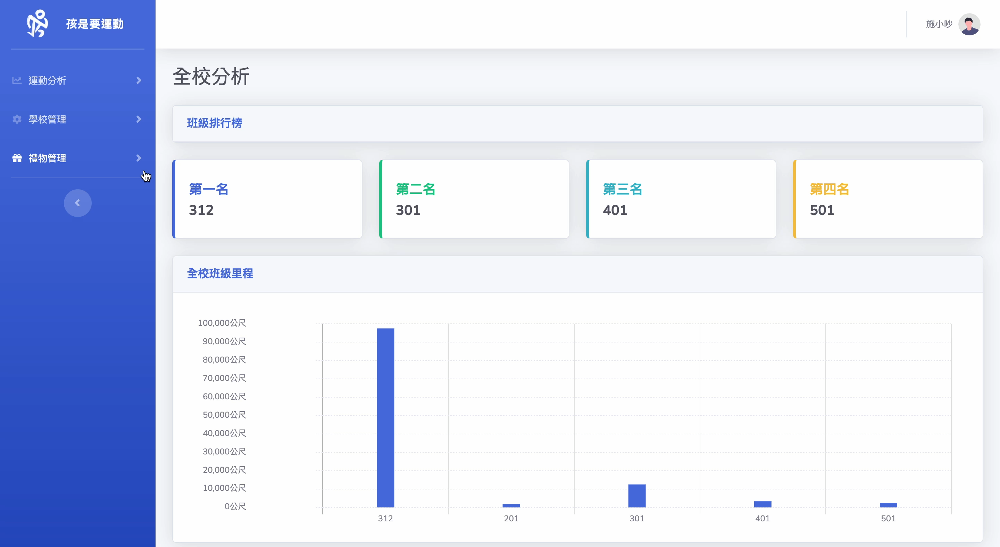 孩是要運動
施小吵
運動分析
學校管理
禮物管理
全校分析
班級排行榜
第一名
312
第二名
301
第三名
401
第四名
501
全校班級里程
100,000公尺
90,000公尺
80,000公尺
70,000公尺
60,000公尺
50,000公尺
40,000公尺
30,000公尺
20,000公尺
10,000公尺
0公尺
312 201 301 401 501